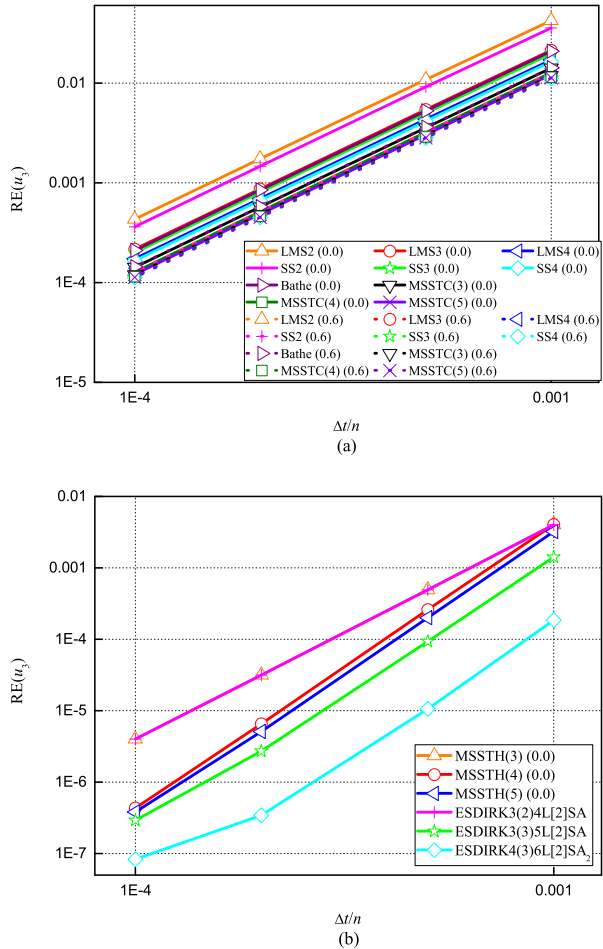 0.01
0.001
1E-4
1E-5
RE(u3)
LMS2 (0.0) LMS3 (0.0) LMS4 (0.0)
SS2 (0.0) SS3 (0.0) SS4 (0.0)
Bathe (0.0) MSSTC(3) (0.0)
MSSTC(4) (0.0) MSSTC(5) (0.0)
LMS2 (0.6) LMS3 (0.6) LMS4 (0.6)
SS2 (0.6) SS3 (0.6) SS4 (0.6)
Bathe (0.6) MSSTC(3) (0.6)
MSSTC(4) (0.6) MSSTC(5) (0.6)
1E-4 0.001
Δt/n
(a)
0.01
0.001
1E-4
1E-5
1E-6
1E-7
RE(u3)
MSSTH(3) (0.0)
MSSTH(4) (0.0)
MSSTH(5) (0.0)
ESDIRK3(2)4L[2]SA
ESDIRK3(3)5L[2]SA
ESDIRK4(3)6L[2]SA2
1E-4 0.001
Δt/n
(b)